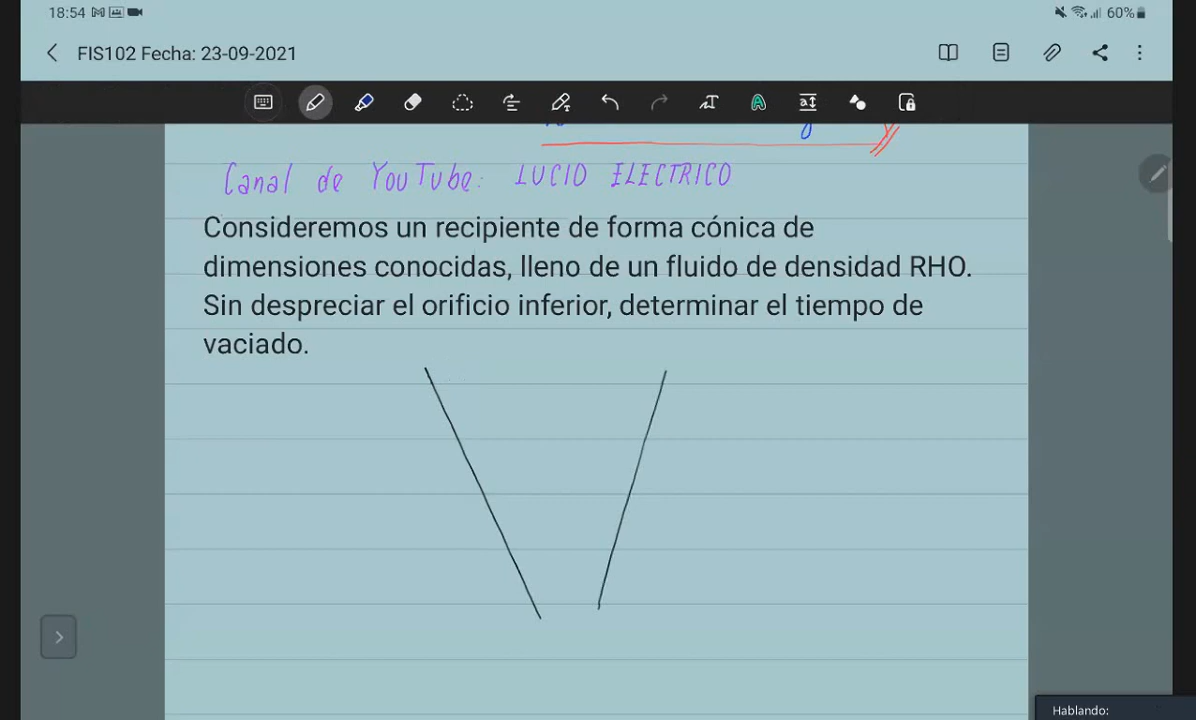 18:54
60%
FIS102 Fecha: 23-09-2021
Canal de YouTube: LUCID ELECTRICO
Consideremos un recipiente de forma cónica de
dimensiones conocidas, lleno de un fluido de densidad RHO.
Sin despreciar el orificio inferior, determinar el tiempo de
vaciado.
Hablando: